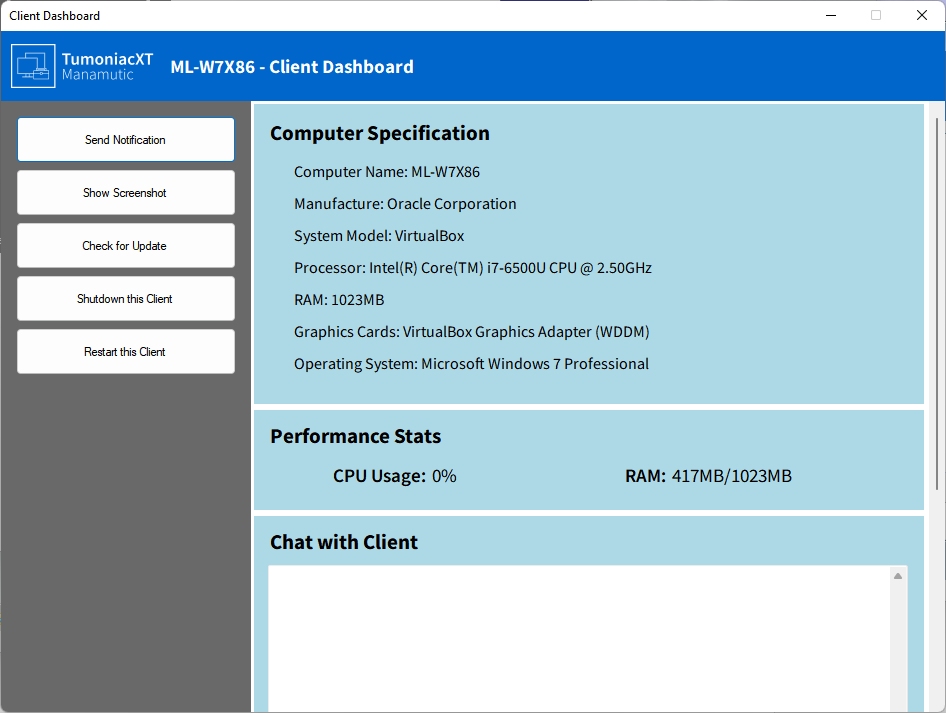 Client Dashboard
TumoniacXT
Manamutic
ML-W7X86 - Client Dashboard
Send Notification
Show Screenshot
Check for Update
Shutdown this Client
Restart this Client
Computer Specification
Computer Name: ML-W7X86
Manufacture: Oracle Corporation
System Model: VirtualBox
Processor: Intel(R) Core(TM) i7-6500U CPU @ 2.50GHz
RAM: 1023MB
Graphics Cards: VirtualBox Graphics Adapter (WDDM)
Operating System: Microsoft Windows 7 Professional
Performance Stats
CPU Usage: 0% RAM: 417MB/1023MB
Chat with Client